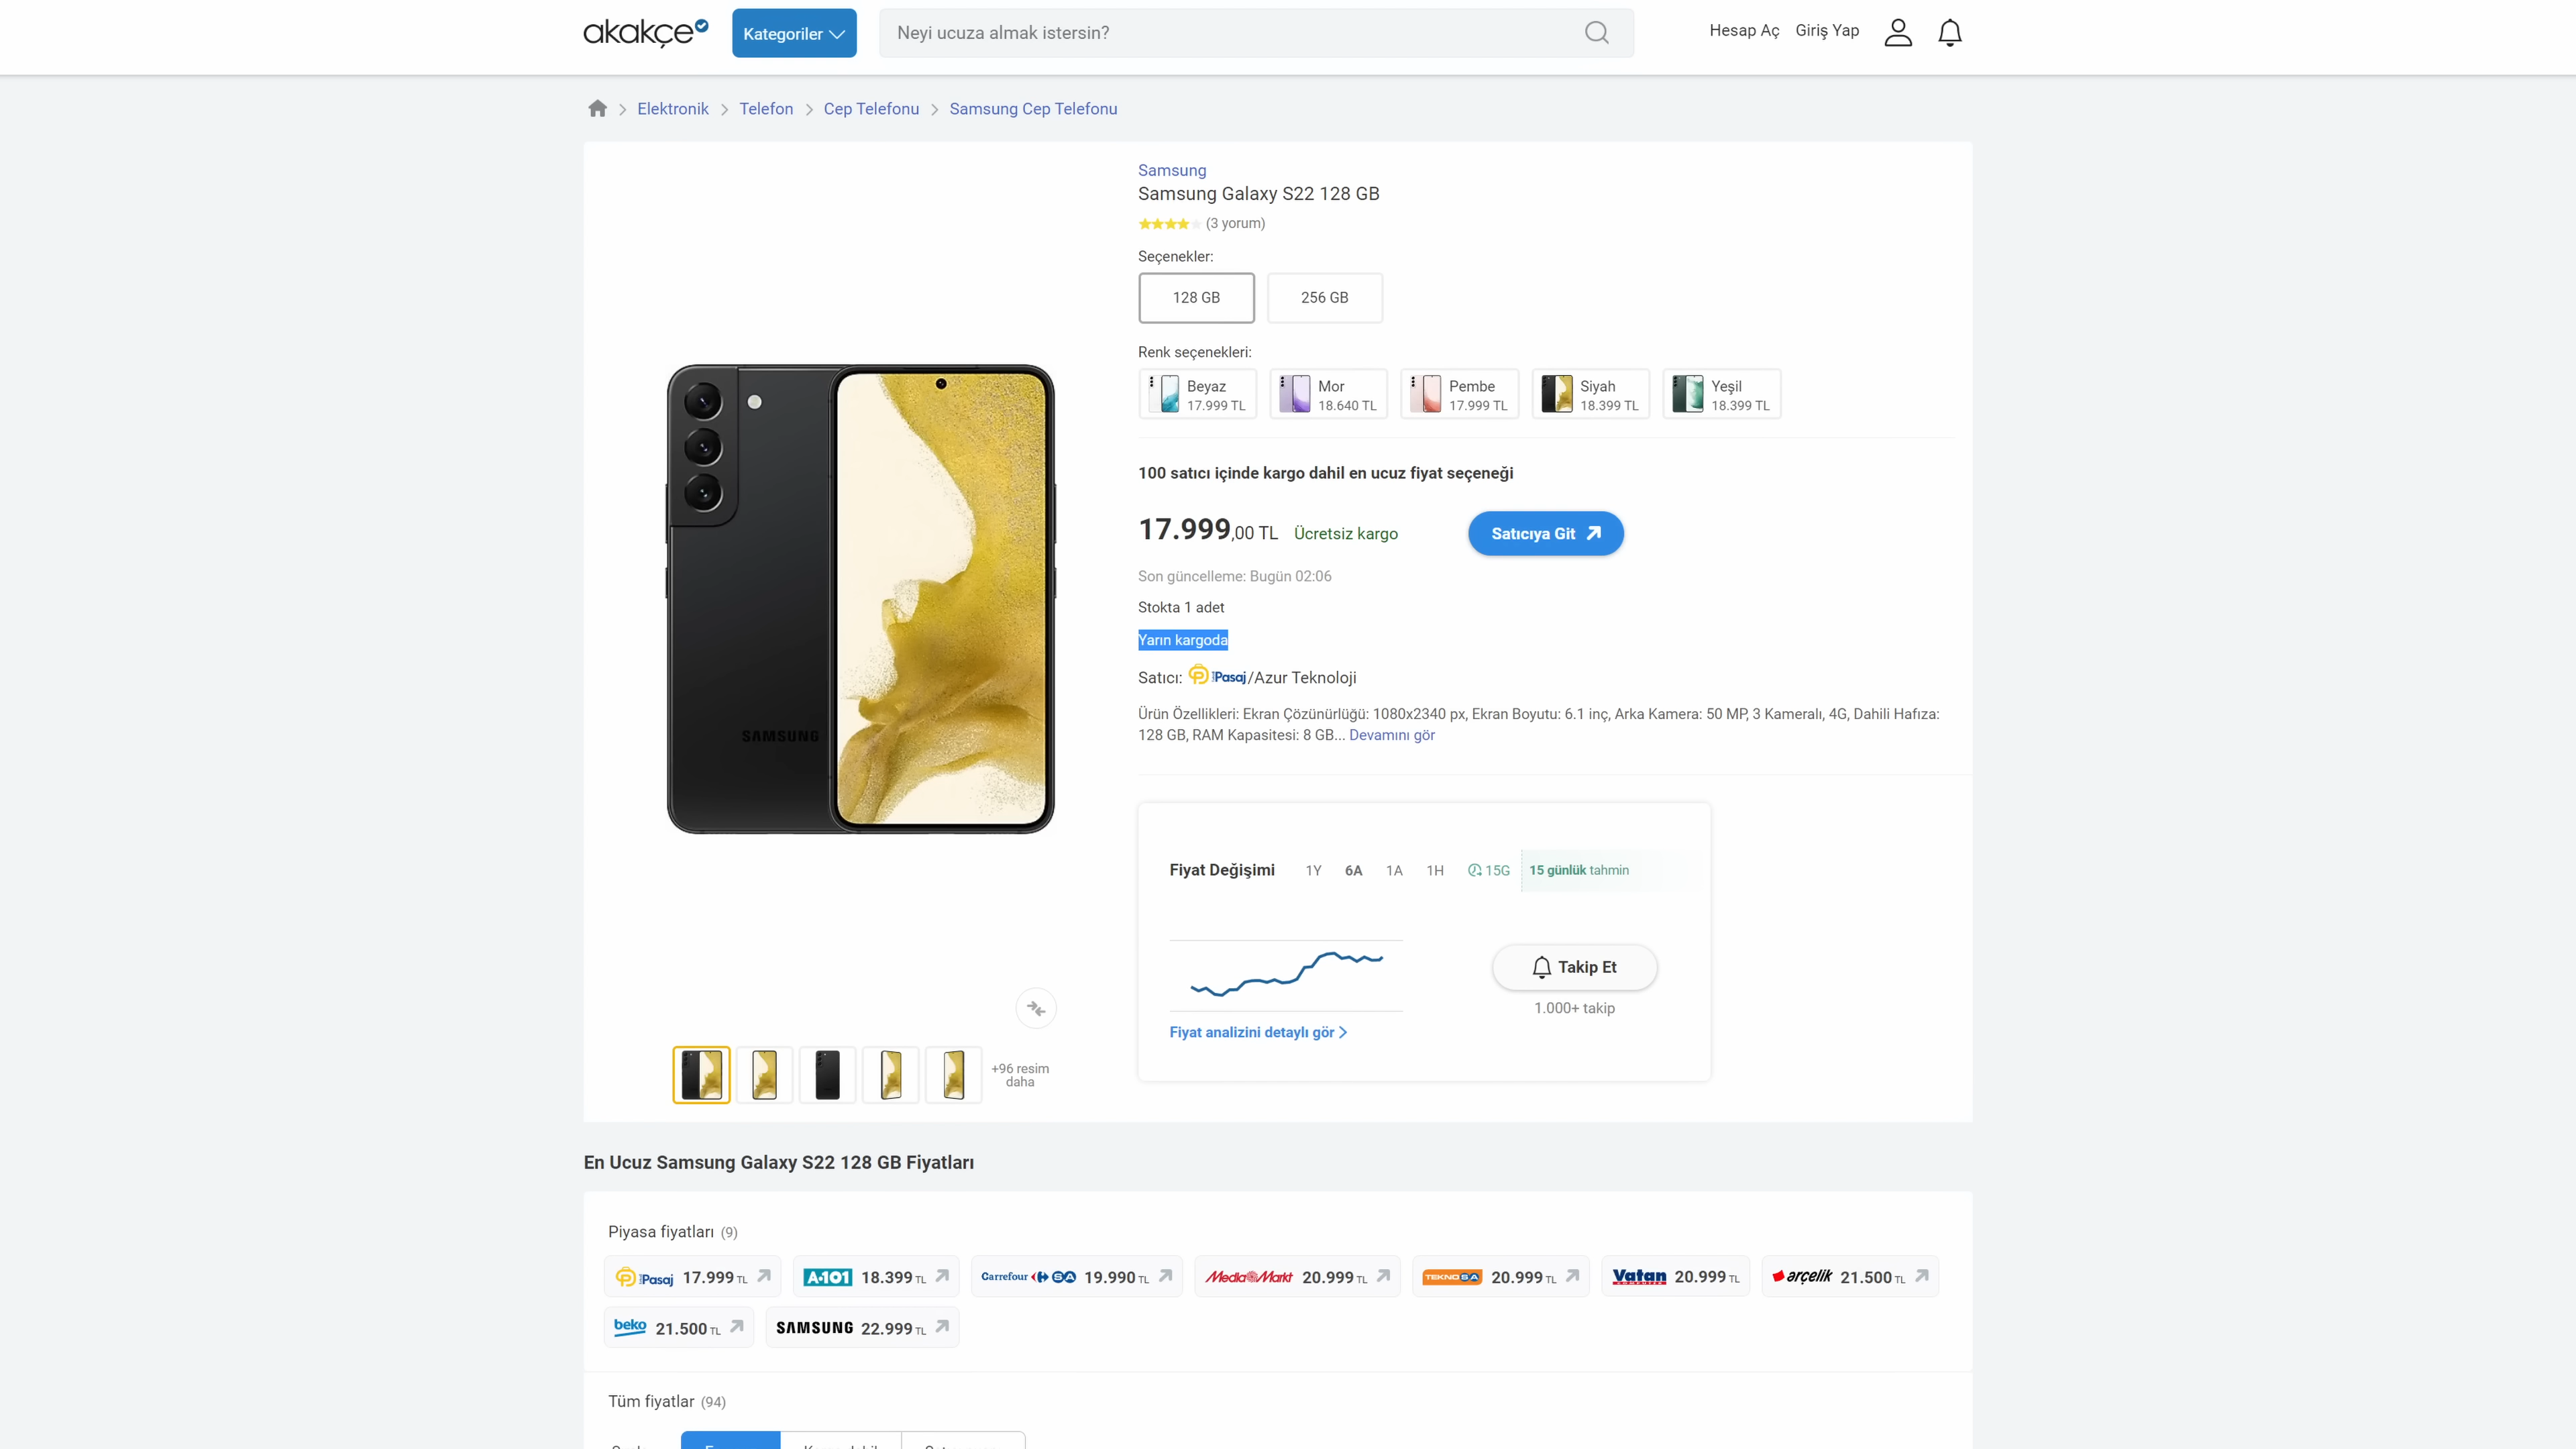 akakçe
Kategoriler
Neyi ucuza almak istersin?
Hesap Aç Giriş Yap
Elektronik > Telefon > Cep Telefonu > Samsung Cep Telefonu
Samsung
Samsung Galaxy S22 128 GB
(3 yorum)
Seçenekler:
128 GB
256 GB
Renk seçenekleri:
Beyaz
17.999 TL
Mor
18.640 TL
Pembe
17.999 TL
Siyah
18.399 TL
Yeşil
18.399 TL
100 satıcı içinde kargo dahil en ucuz fiyat seçeneği
17.999,00 TL Ücretsiz kargo
Satıcıya Git
Son güncelleme: Bugün 02:06
Stokta 1 adet
Yarın kargoda
Satıcı: Pasaj/Azur Teknoloji
Ürün Özellikleri: Ekran Çözünürlüğü: 1080x2340 px, Ekran Boyutu: 6.1 inç, Arka Kamera: 50 MP, 3 Kameralı, 4G, Dahili Hafıza:
128 GB, RAM Kapasitesi: 8 GB... Devamını gör
SAMSUNG
Fiyat Değişimi 1Y 6A 1A 1H 15G 15 günlük tahmin
Takip Et
1.000+ takip
Fiyat analizini detaylı gör >
+96 resim
daha
En Ucuz Samsung Galaxy S22 128 GB Fiyatları
Piyasa fiyatları (9)
Pasaj 17.999 TL
A101 18.399 TL
Carrefour SA 19.990 TL
MediaMarkt 20.999 TL
TEKNOSA 20.999 TL
Vatan 20.999 TL
arçelik 21.500 TL
beko 21.500 TL
SAMSUNG 22.999 TL
Tüm fiyatlar (94)